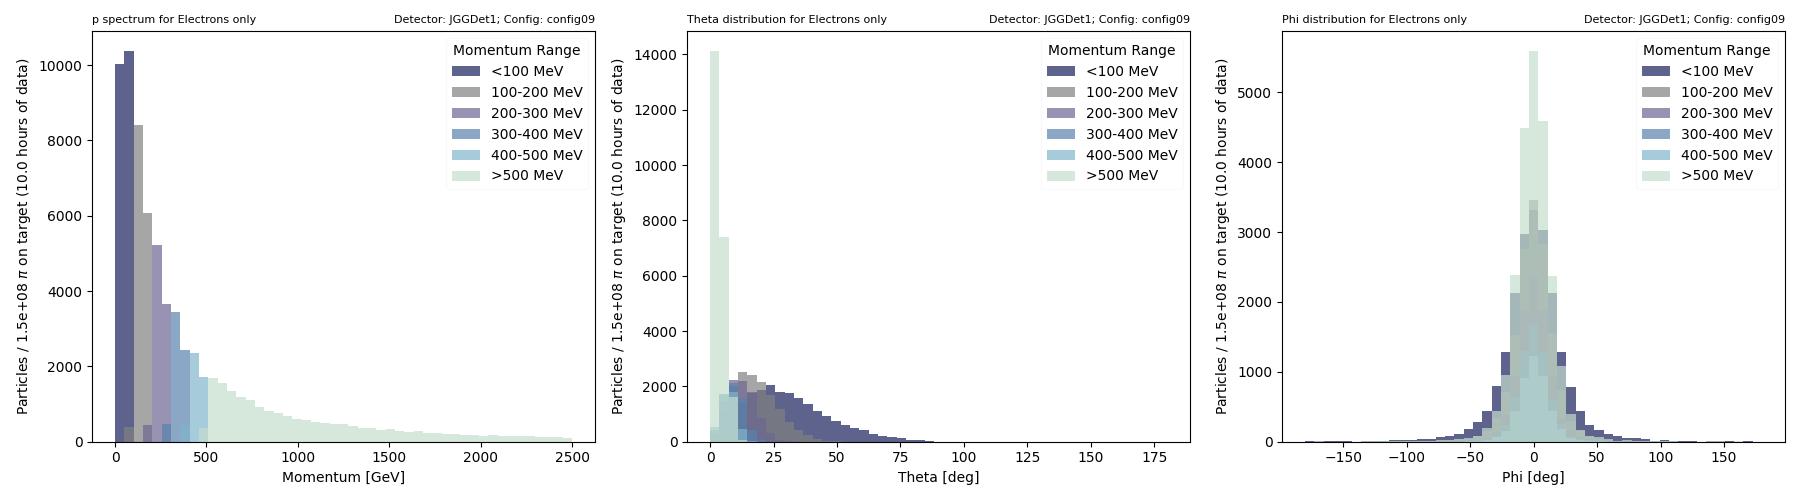 p spectrum for Electrons only
Detector: JGGDet1; Config: config09
Particles / 1.5e+08 π on target (10.0 hours of data)
10000
8000
6000
4000
2000
0
Momentum Range
<100 MeV
100-200 MeV
200-300 MeV
300-400 MeV
400-500 MeV
>500 MeV
0 500 1000 1500 2000 2500
Momentum [GeV]
Theta distribution for Electrons only
Detector: JGGDet1; Config: config09
Particles / 1.5e+08 π on target (10.0 hours of data)
14000
12000
10000
8000
6000
4000
2000
0
Momentum Range
<100 MeV
100-200 MeV
200-300 MeV
300-400 MeV
400-500 MeV
>500 MeV
0 25 50 75 100 125 150 175
Theta [deg]
Phi distribution for Electrons only
Detector: JGGDet1; Config: config09
Particles / 1.5e+08 π on target (10.0 hours of data)
5000
4000
3000
2000
1000
0
Momentum Range
<100 MeV
100-200 MeV
200-300 MeV
300-400 MeV
400-500 MeV
>500 MeV
−150 −100 −50 0 50 100 150
Phi [deg]